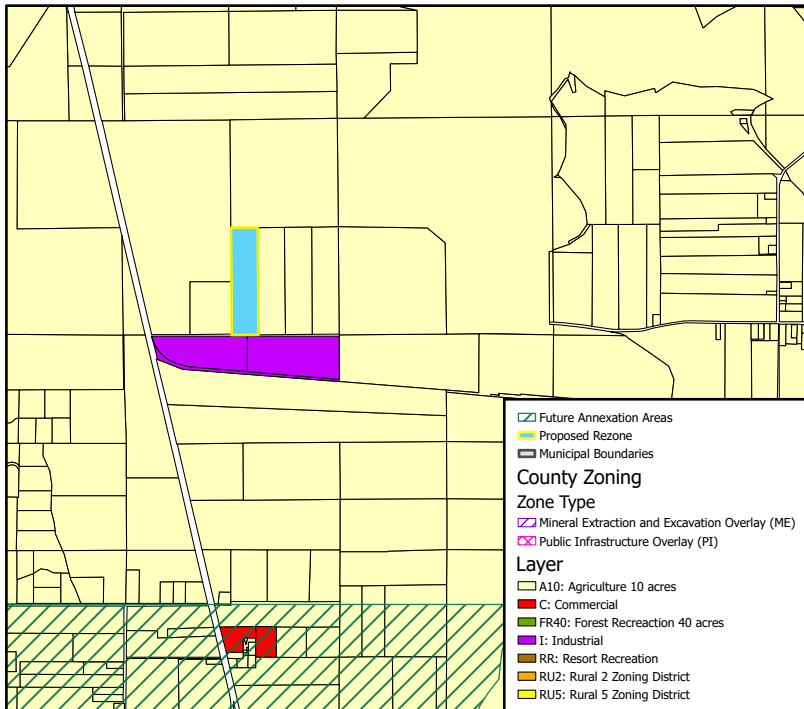 Future Annexation Areas
Proposed Rezone
Municipal Boundaries
County Zoning
Zone Type
Mineral Extraction and Excavation Overlay (ME)
Public Infrastructure Overlay (PI)
Layer
A10: Agriculture 10 acres
C: Commercial
FR40: Forest Recreaction 40 acres
I: Industrial
RR: Resort Recreation
RU2: Rural 2 Zoning District
RU5: Rural 5 Zoning District